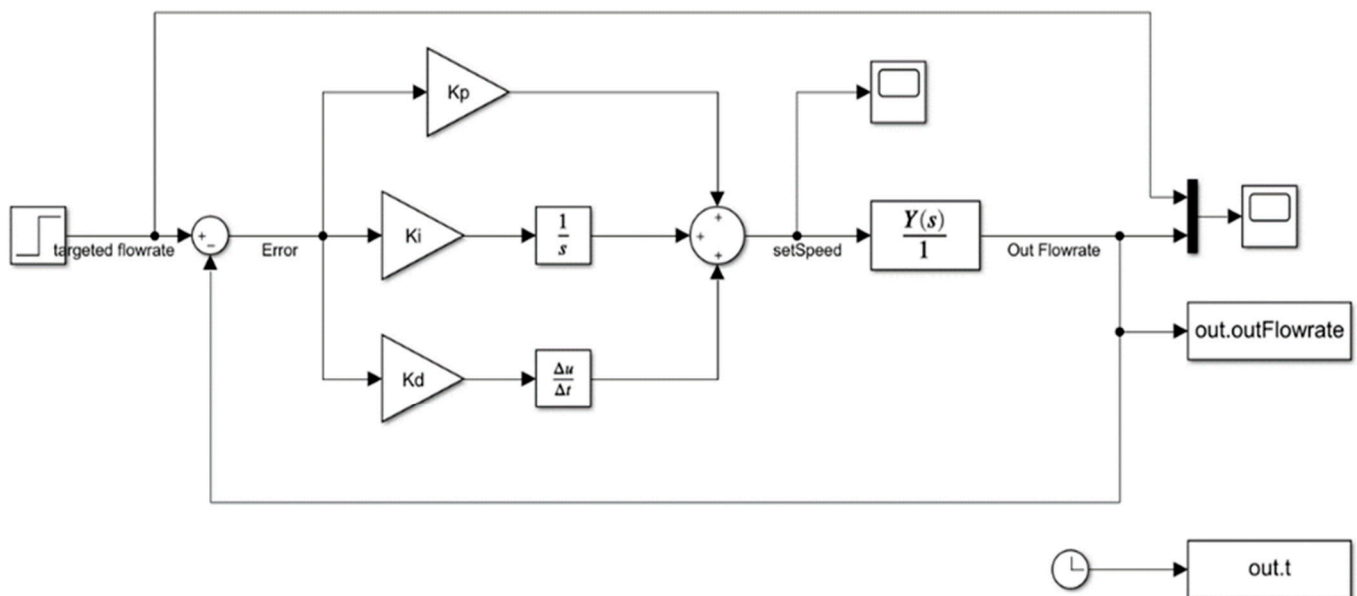 Kp
targeted flowrate
+
−
Error
Ki
1
s
+
+
+
setSpeed
Y(s)
1
Out Flowrate
out.outFlowrate
Kd
Δu
Δt
out.t